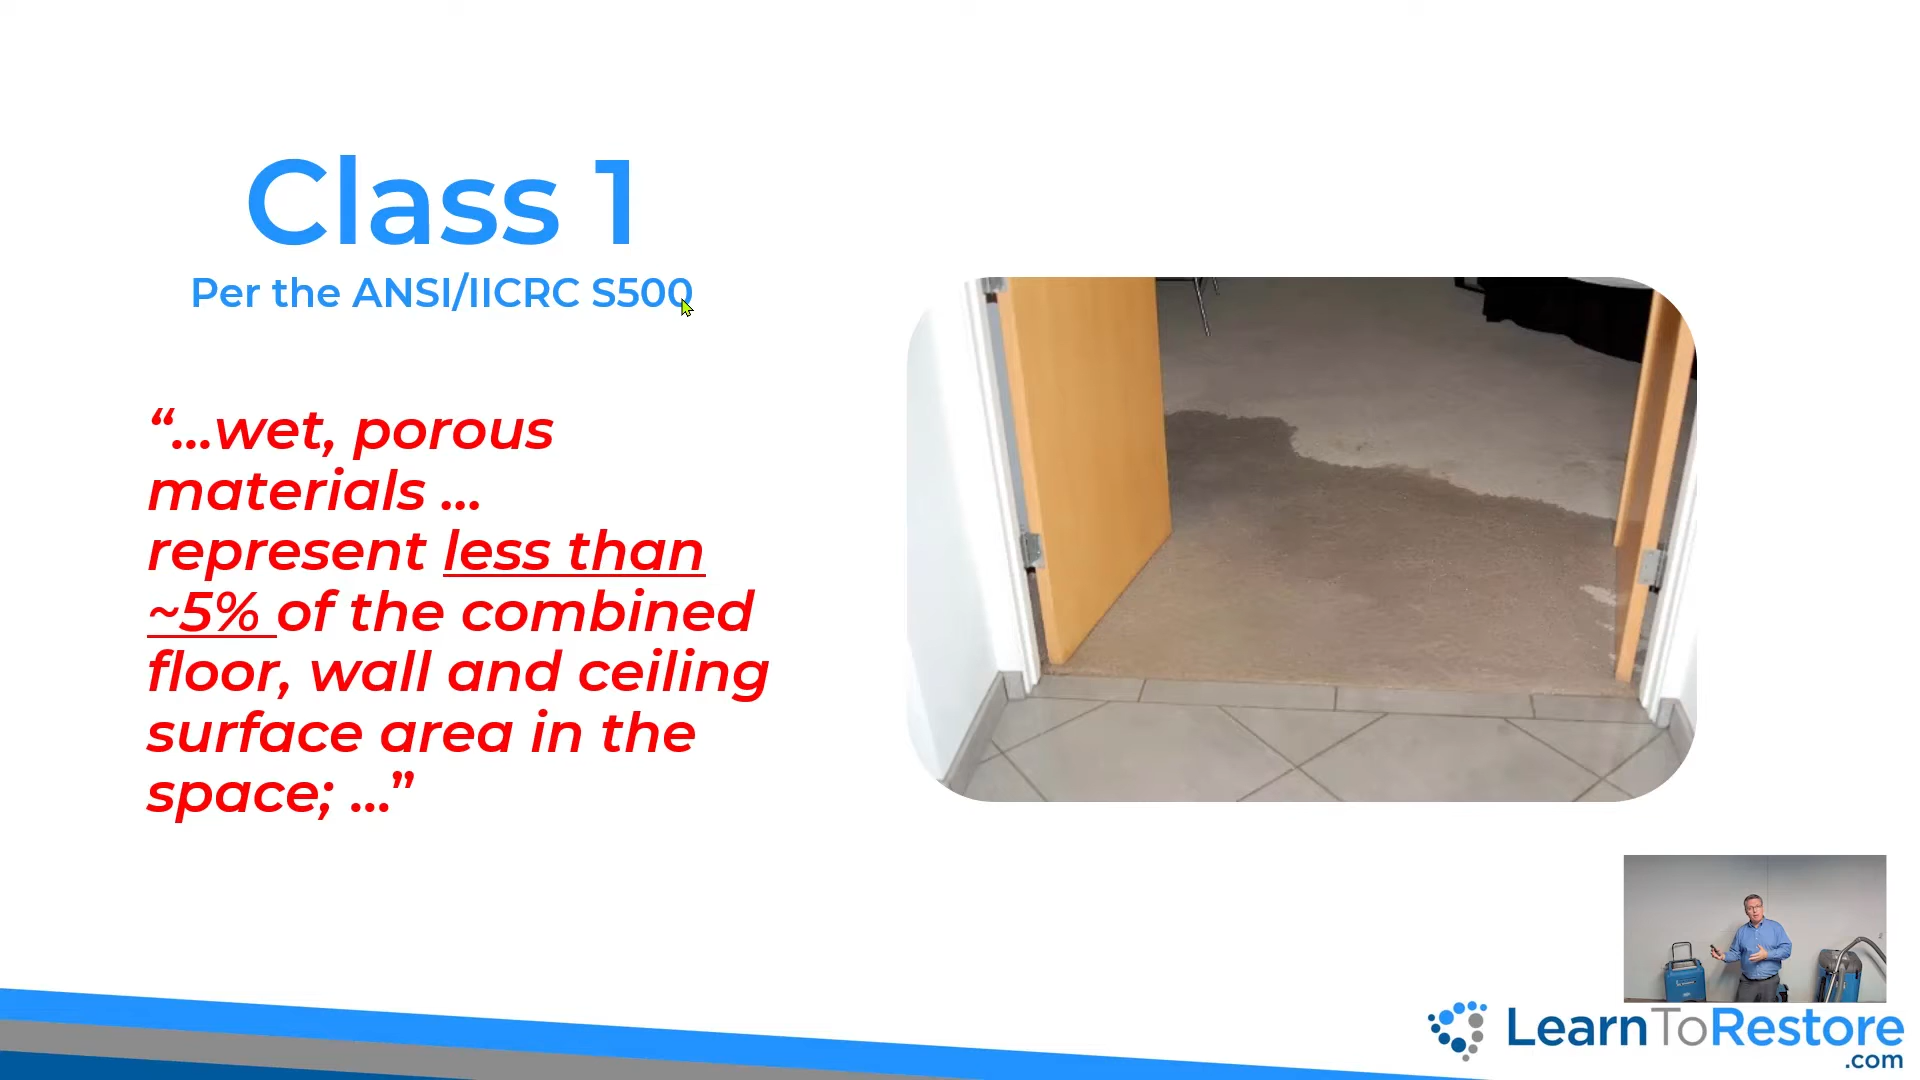 Class 1
Per the ANSI/IICRC S500
“...wet, porous
materials ...
represent less than
~5% of the combined
floor, wall and ceiling
surface area in the
space; ...”
LearnToRestore
.com